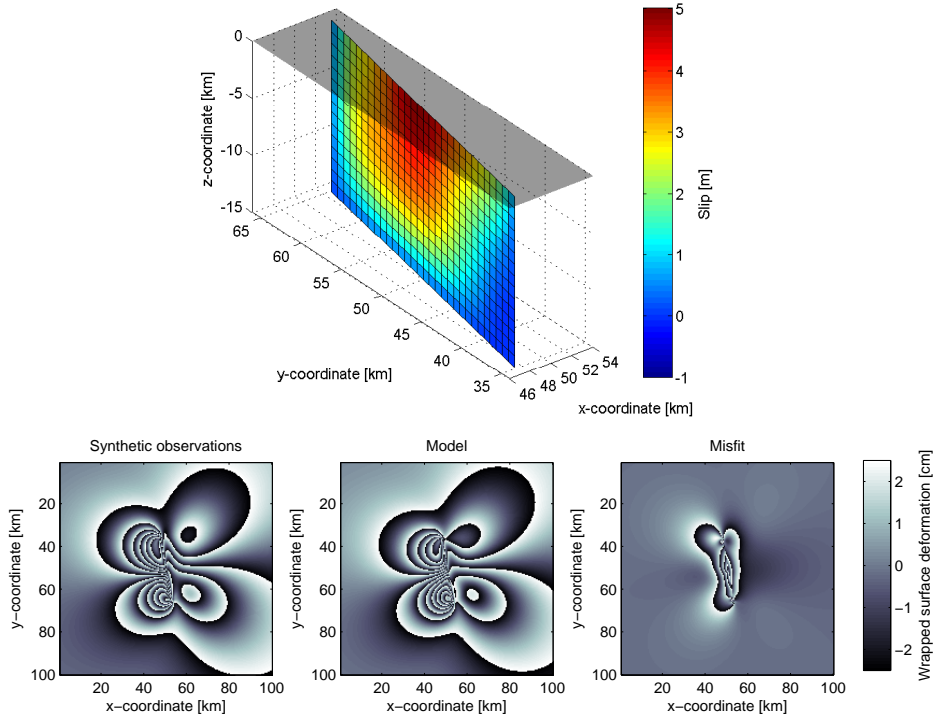 0
-5
-10
-15
z-coordinate [km]
65
60
55
50
45
40
35
y-coordinate [km]
46 48 50 52 54
x-coordinate [km]
5
4
3
2
1
0
-1
Slip [m]
Synthetic observations
20
40
60
80
100
y−coordinate [km]
20 40 60 80 100
x−coordinate [km]
Model
20
40
60
80
100
y−coordinate [km]
20 40 60 80 100
x−coordinate [km]
Misfit
20
40
60
80
100
y−coordinate [km]
20 40 60 80 100
x−coordinate [km]
2
1
0
−1
−2
Wrapped surface deformation [cm]